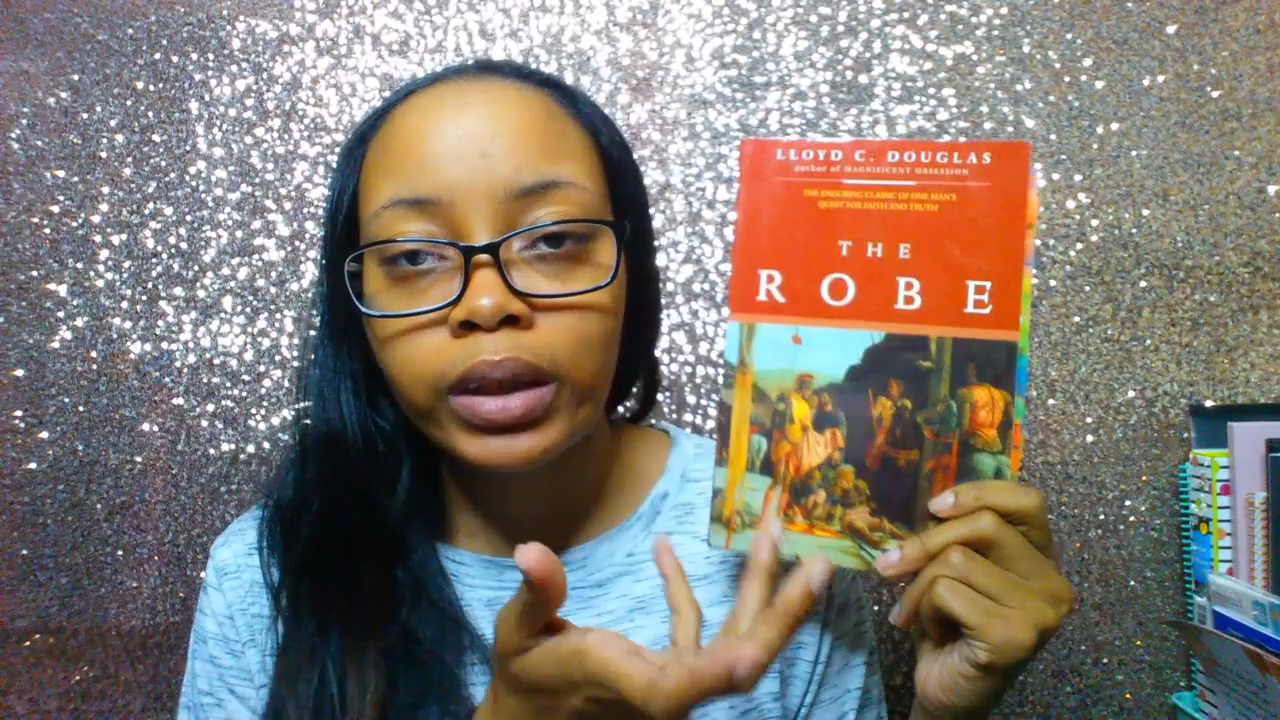 LLOYD C. DOUGLAS
author of MAGNIFICENT OBSESSION
THE ENDURING CLASSIC OF ONE MAN'S
QUEST FOR FAITH AND TRUTH
THE
ROBE